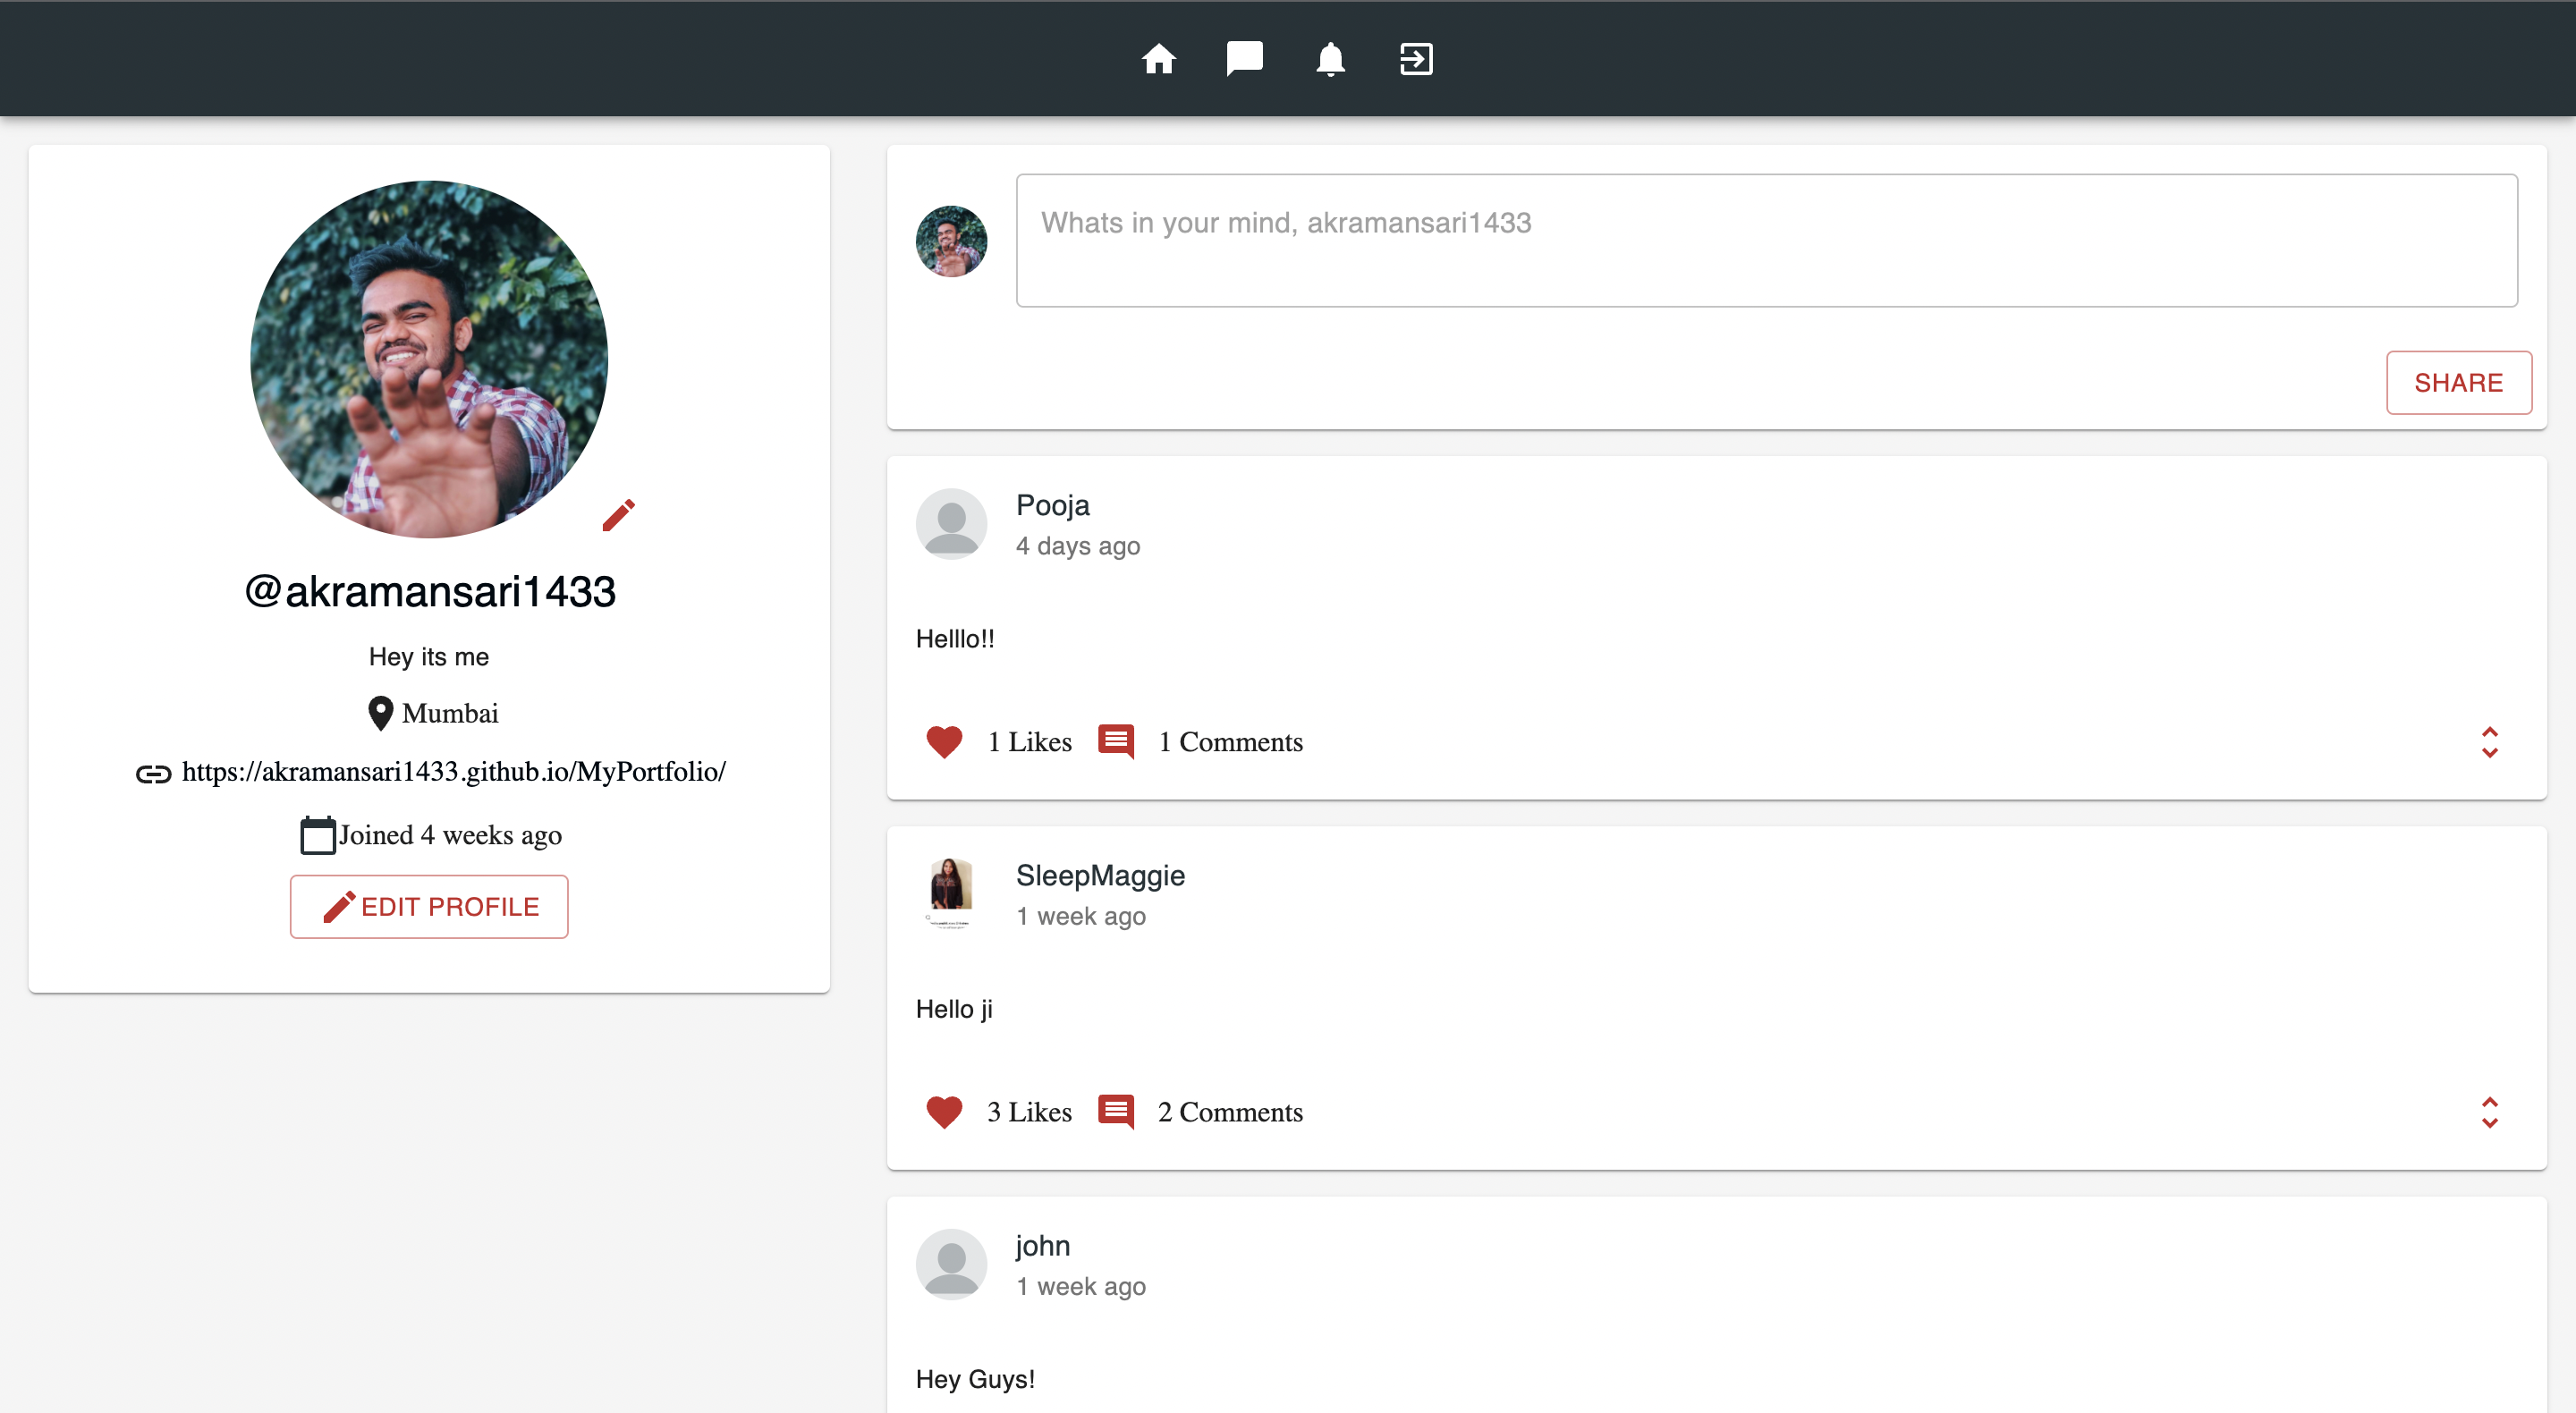 @akramansari1433
Hey its me
Mumbai
https://akramansari1433.github.io/MyPortfolio/
Joined 4 weeks ago
EDIT PROFILE
Whats in your mind, akramansari1433
SHARE
Pooja
4 days ago
Helllo!!
1 Likes 1 Comments
SleepMaggie
1 week ago
Hello ji
3 Likes 2 Comments
john
1 week ago
Hey Guys!